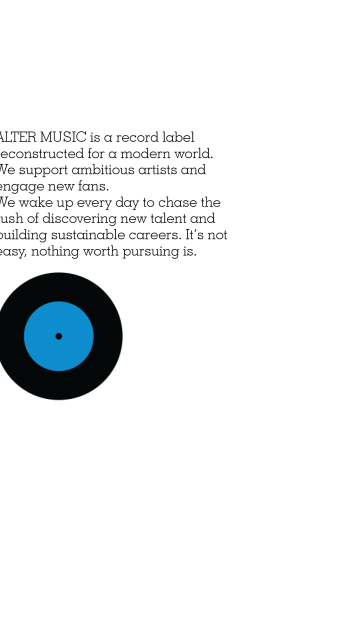 ALTER MUSIC is a record label
reconstructed for a modern world.
We support ambitious artists and
engage new fans.
We wake up every day to chase the
rush of discovering new talent and
building sustainable careers. It's not
easy, nothing worth pursuing is.